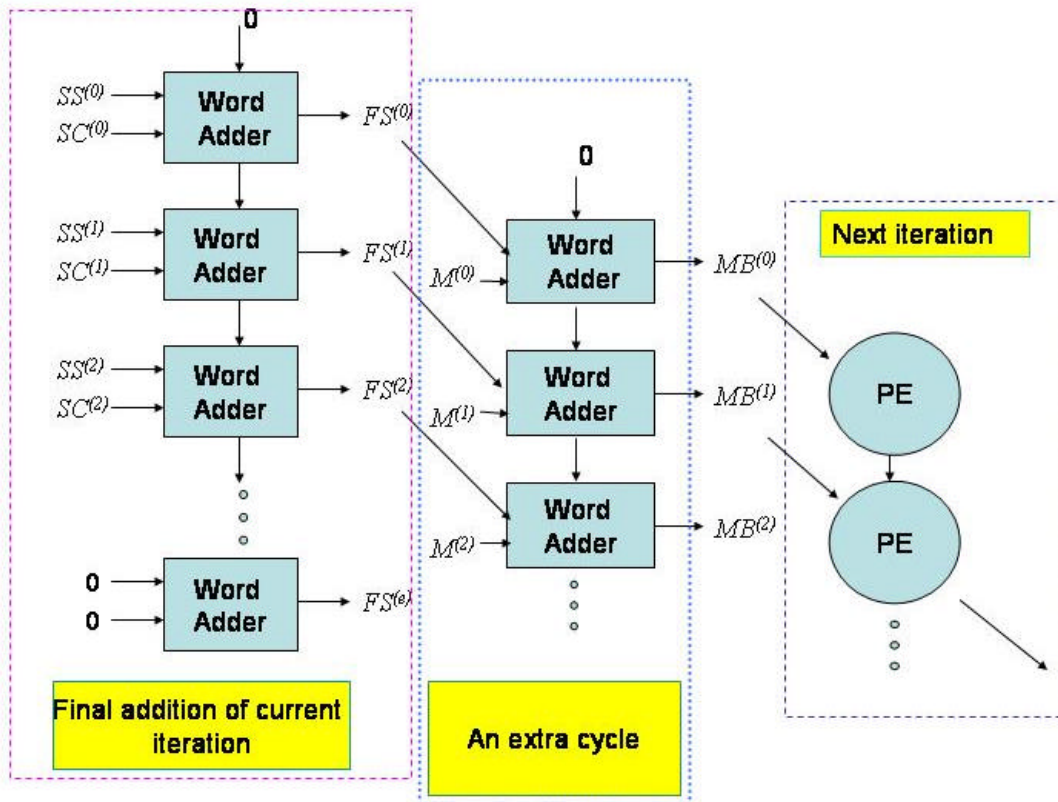 0
SS(0)
SC(0)
Word
Adder
FS(0)
SS(1)
SC(1)
Word
Adder
FS(1)
SS(2)
SC(2)
Word
Adder
FS(2)
0
0
Word
Adder
FS(e)
Final addition of current
iteration
0
M(0)
Word
Adder
MB(0)
M(1)
Word
Adder
MB(1)
M(2)
Word
Adder
MB(2)
An extra cycle
Next iteration
PE
PE